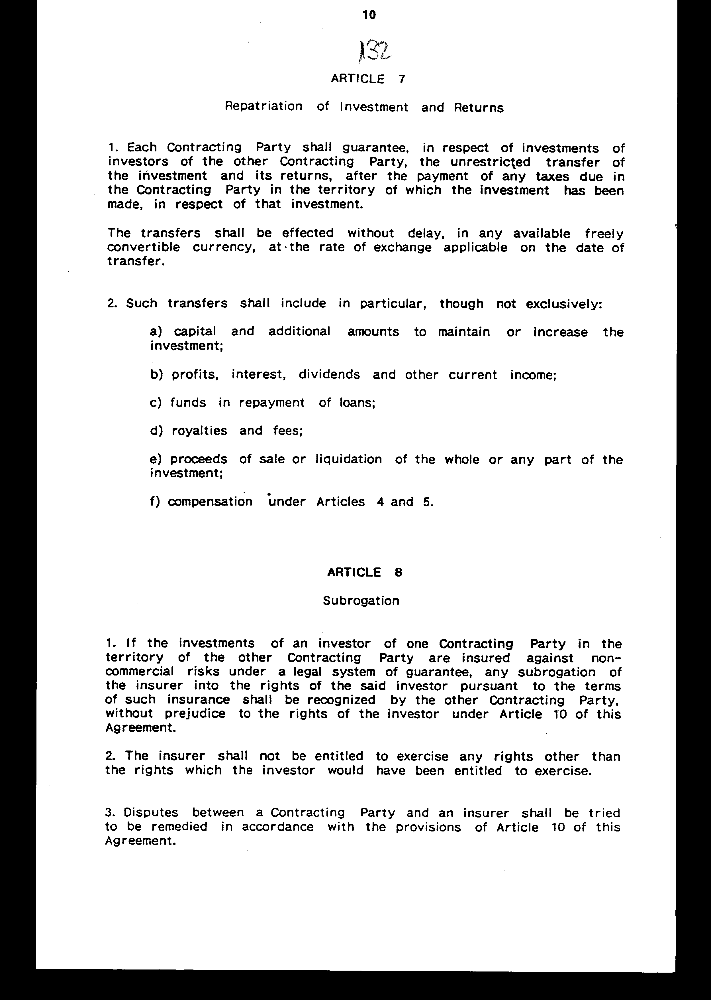 10
132
ARTICLE 7
Repatriation of Investment and Returns
1. Each Contracting Party shall guarantee, in respect of investments of
investors of the other Contracting Party, the unrestricted transfer of
the investment and its returns, after the payment of any taxes due in
the Contracting Party in the territory of which the investment has been
made, in respect of that investment.
The transfers shall be effected without delay, in any available freely
convertible currency, at the rate of exchange applicable on the date of
transfer.
2. Such transfers shall include in particular, though not exclusively:
a) capital and additional amounts to maintain or increase the
investment;
b) profits, interest, dividends and other current income;
c) funds in repayment of loans;
d) royalties and fees;
e) proceeds of sale or liquidation of the whole or any part of the
investment;
f) compensation under Articles 4 and 5.
ARTICLE 8
Subrogation
1. If the investments of an investor of one Contracting Party in the
territory of the other Contracting Party are insured against non-
commercial risks under a legal system of guarantee, any subrogation of
the insurer into the rights of the said investor pursuant to the terms
of such insurance shall be recognized by the other Contracting Party,
without prejudice to the rights of the investor under Article 10 of this
Agreement.
2. The insurer shall not be entitled to exercise any rights other than
the rights which the investor would have been entitled to exercise.
3. Disputes between a Contracting Party and an insurer shall be tried
to be remedied in accordance with the provisions of Article 10 of this
Agreement.